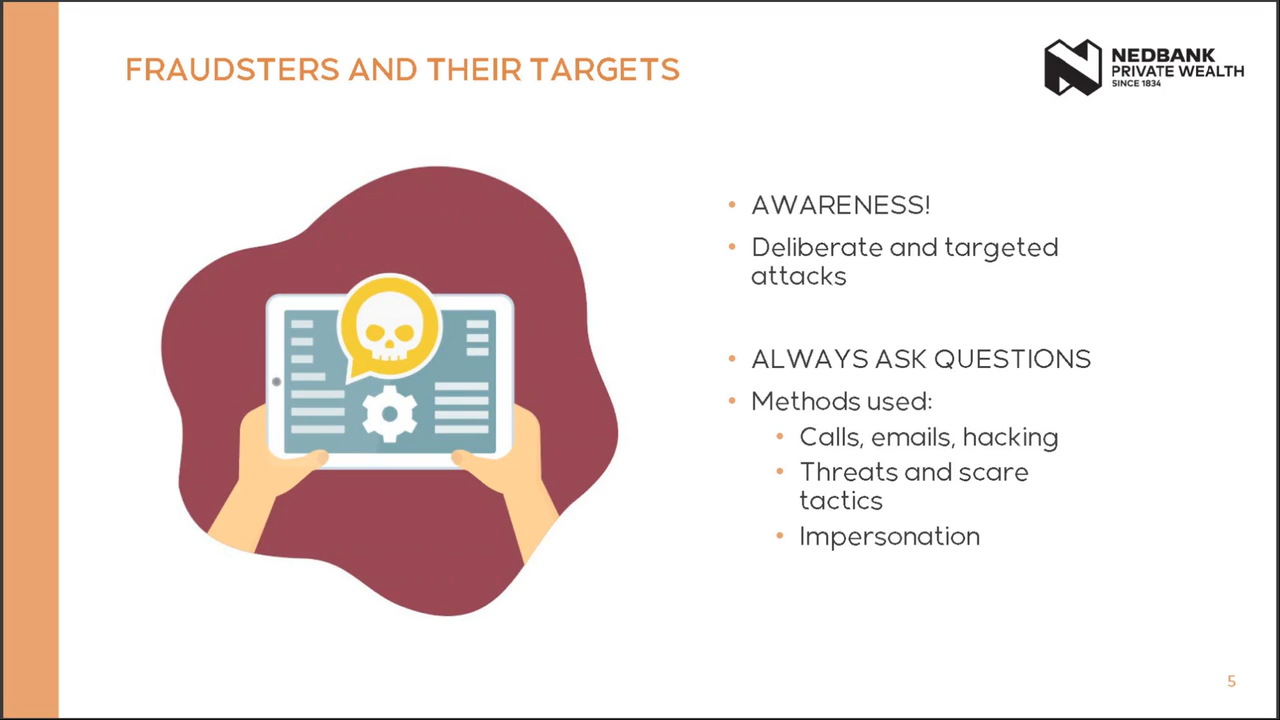 FRAUDSTERS AND THEIR TARGETS
NEDBANK
PRIVATE WEALTH
SINCE 1834
• AWARENESS!
• Deliberate and targeted
attacks
• ALWAYS ASK QUESTIONS
• Methods used:
• Calls, emails, hacking
• Threats and scare
tactics
• Impersonation
5